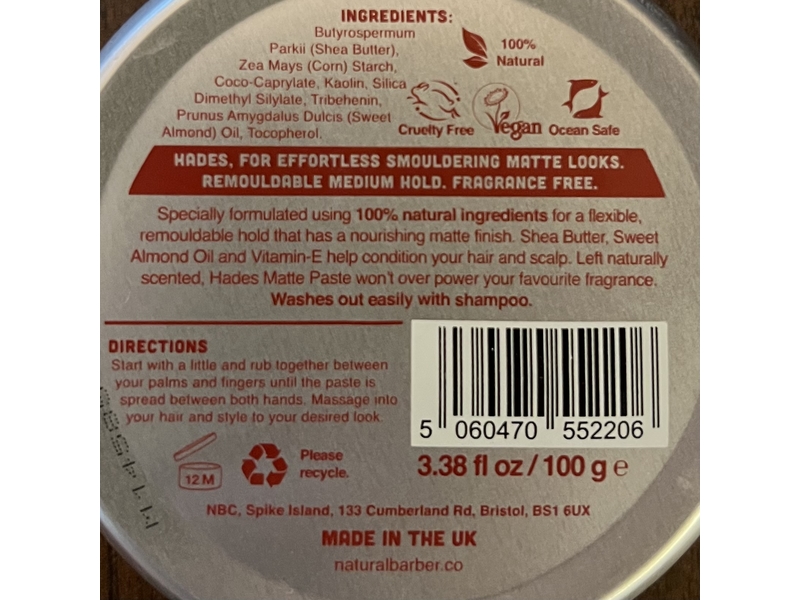 INGREDIENTS:
Butyrospermum
Parkii (Shea Butter),
Zea Mays (Corn) Starch,
Coco-Caprylate, Kaolin, Silica
Dimethyl Silylate, Tribehenin,
Prunus Amygdalus Dulcis (Sweet
Almond) Oil, Tocopherol.
100%
Natural
Cruelty Free
Vegan
Ocean Safe
HADES, FOR EFFORTLESS SMOULDERING MATTE LOOKS.
REMOULDABLE MEDIUM HOLD. FRAGRANCE FREE.
Specially formulated using 100% natural ingredients for a flexible,
remouldable hold that has a nourishing matte finish. Shea Butter, Sweet
Almond Oil and Vitamin-E help condition your hair and scalp. Left naturally
scented, Hades Matte Paste won't over power your favourite fragrance.
Washes out easily with shampoo.
DIRECTIONS
Start with a little and rub together between
your palms and fingers until the paste is
spread between both hands. Massage into
your hair and style to your desired look.
12 M
Please
recycle.
5 060470 552206
3.38 fl oz / 100 g e
NBC, Spike Island, 133 Cumberland Rd, Bristol, BS1 6UX
MADE IN THE UK
naturalbarber.co